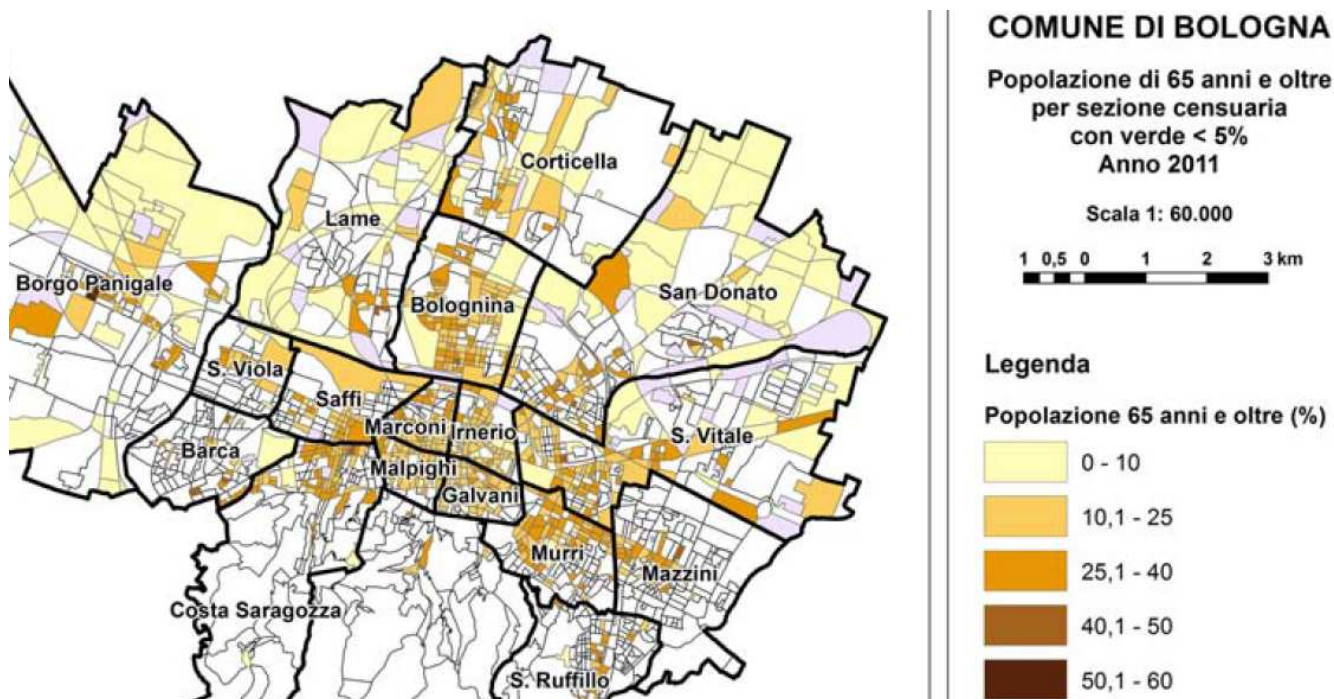 COMUNE DI BOLOGNA
Popolazione di 65 anni e oltre
per sezione censuaria
con verde < 5%
Anno 2011
Scala 1: 60.000
1 0,5 0 1 2 3 km
Legenda
Popolazione 65 anni e oltre (%)
0 - 10
10,1 - 25
25,1 - 40
40,1 - 50
50,1 - 60
Corticella
Lame
Borgo Panigale
Bolognina
San Donato
S. Viola
Saffi
Marconi
Irnerio
S. Vitale
Barca
Malpighi
Galvani
Murri
Mazzini
Costa Saragozza
S. Ruffillo